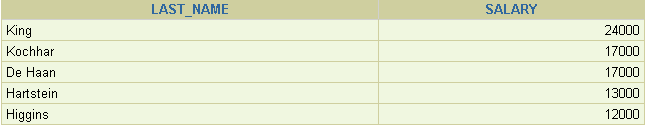 LAST_NAME SALARY
King 24000
Kochhar 17000
De Haan 17000
Hartstein 13000
Higgins 12000